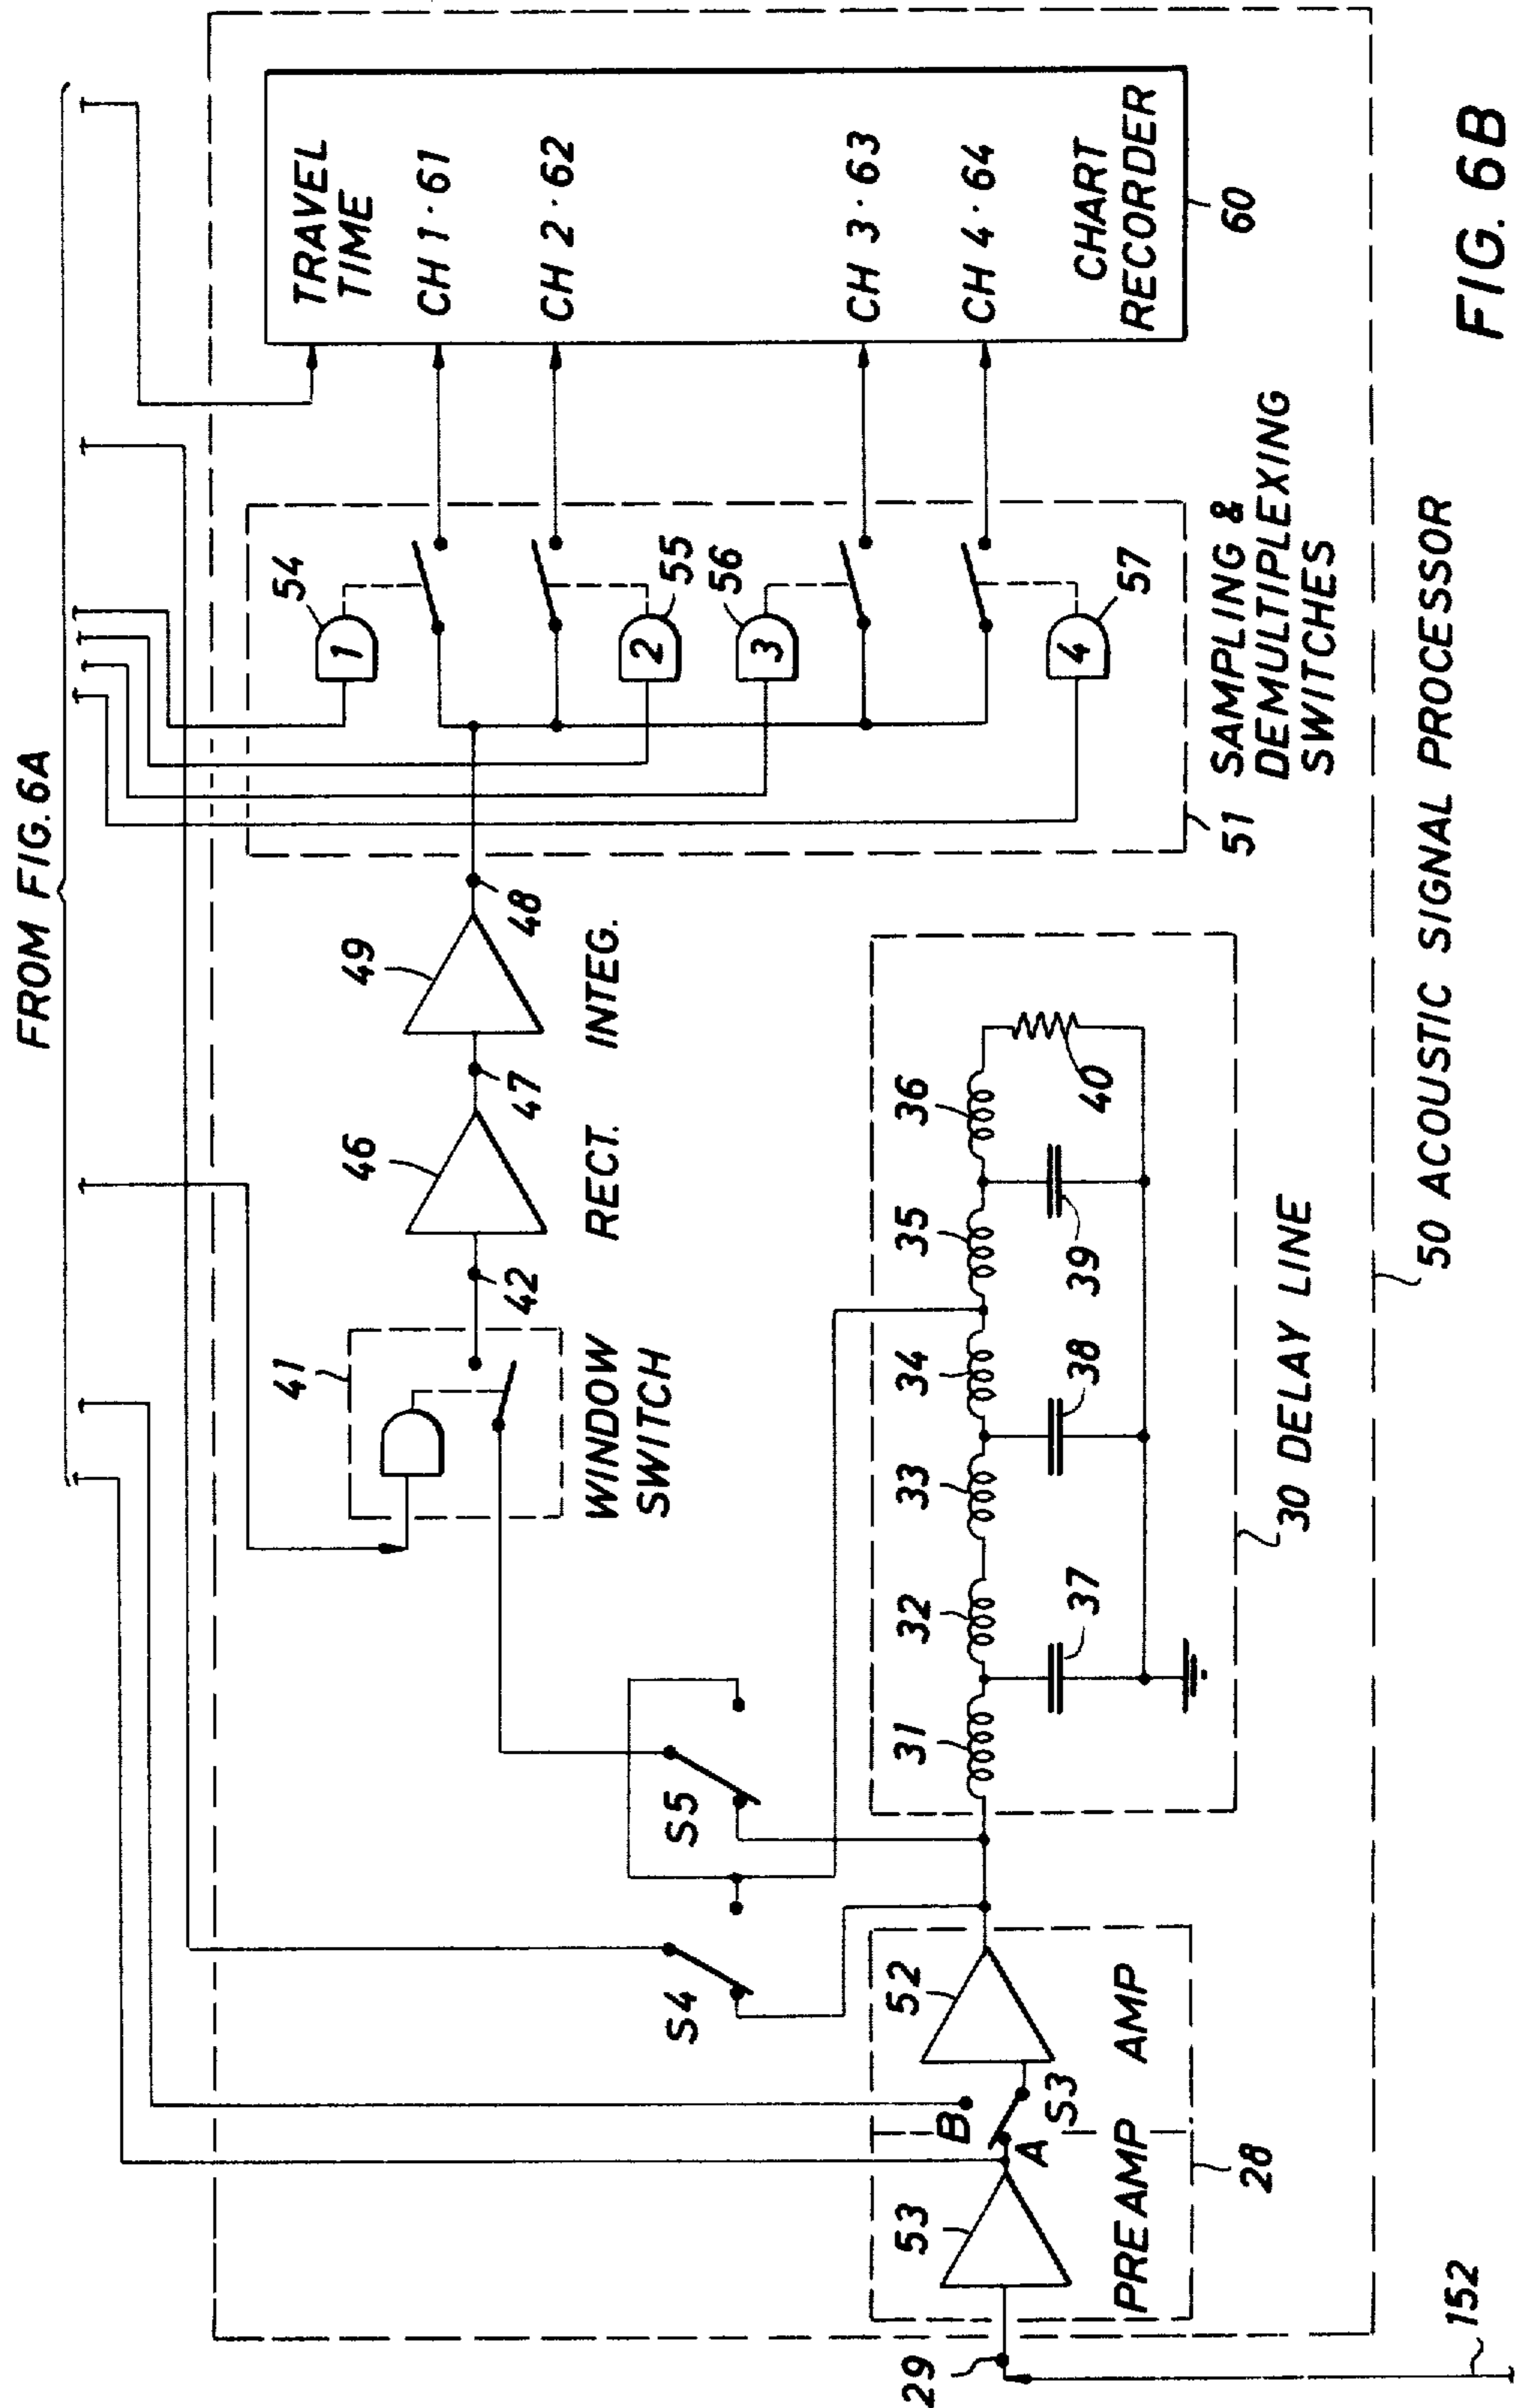 FROM FIG. 6A
TRAVEL
TIME
CH 1·61
CH 2·62
CH 3·63
CH 4·64
CHART
RECORDER
60
54
1
2
55
56
3
4
57
51 SAMPLING &
DEMULTIPLEXING
SWITCHES
41
WINDOW
SWITCH
42
46
RECT.
47
49
INTEG.
48
S4
S5
31
32
33
34
35
36
37
38
39
40
30 DELAY LINE
29
53
PREAMP
28
A
B
S3
52
AMP
152
50 ACOUSTIC SIGNAL PROCESSOR
FIG. 6B